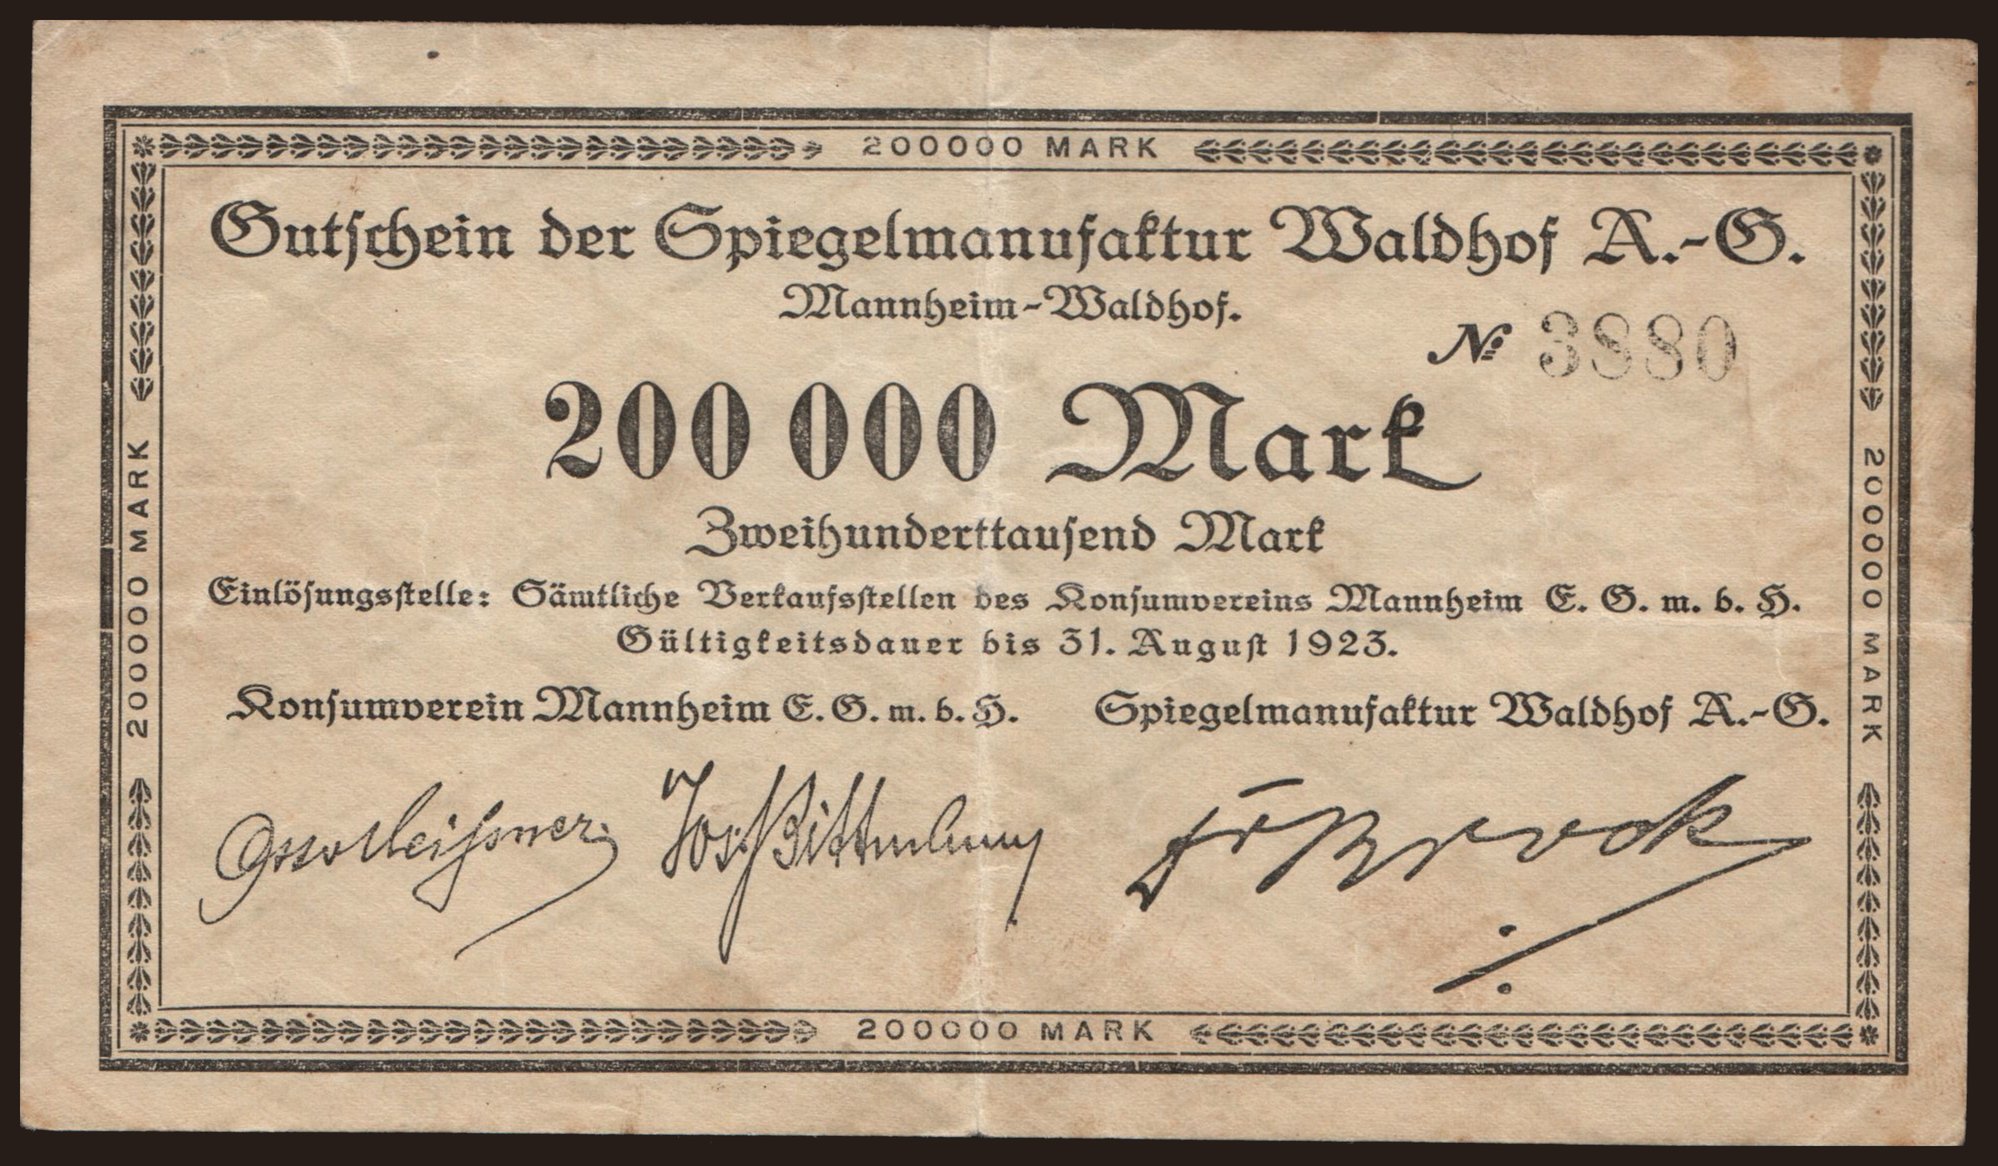 200000 MARK
Gutschein der Spiegelmanufaktur Waldhof A.-G.
Mannheim-Waldhof.
№ 3880
200 000 Mark
Zweihunderttausend Mark
Einlösungsstelle: Sämtliche Verkaufsstellen des Konsumvereins Mannheim E. G. m. b. H.
Gültigkeitsdauer bis 31. August 1923.
Konsumverein Mannheim E. G. m. b. H.
Spiegelmanufaktur Waldhof A.-G.
200000 MARK
200000 MARK
200000 MARK